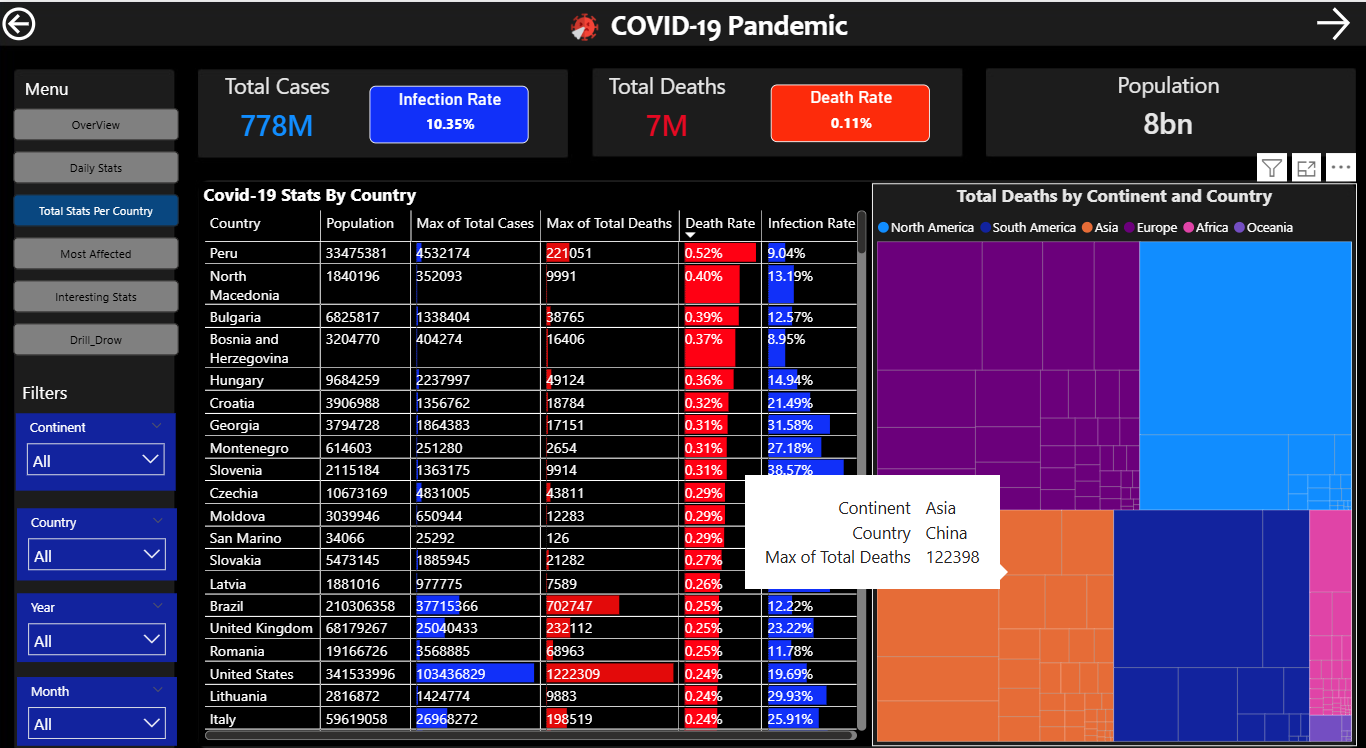 COVID-19 Pandemic
Menu
OverView
Daily Stats
Total Stats Per Country
Most Affected
Interesting Stats
Drill_Drow
Filters
Continent
All
Country
All
Year
All
Month
All
Total Cases
778M
Infection Rate
10.35%
Total Deaths
7M
Death Rate
0.11%
Population
8bn
Covid-19 Stats By Country
Country Population Max of Total Cases Max of Total Deaths Death Rate Infection Rate
Peru 33475381 4532174 221051 0.52% 9.04%
North Macedonia 1840196 352093 9991 0.40% 13.19%
Bulgaria 6825817 1338404 38765 0.39% 12.57%
Bosnia and Herzegovina 3204770 404274 16406 0.37% 8.95%
Hungary 9684259 2237997 49124 0.36% 14.94%
Croatia 3906988 1356762 18784 0.32% 21.49%
Georgia 3794728 1864383 17151 0.31% 31.58%
Montenegro 614603 251280 2654 0.31% 27.18%
Slovenia 2115184 1363175 9914 0.31% 38.57%
Czechia 10673169 4831005 43811 0.29%
Moldova 3039946 650944 12283 0.29%
San Marino 34066 25292 126 0.29%
Slovakia 5473145 1885945 21282 0.27%
Latvia 1881016 977775 7589 0.26%
Brazil 210306358 37715366 702747 0.25% 12.22%
United Kingdom 68179267 25040433 232112 0.25% 23.22%
Romania 19166726 3568885 68963 0.25% 11.78%
United States 341533996 103436829 1222309 0.24% 19.69%
Lithuania 2816872 1424774 9883 0.24% 29.93%
Italy 59619058 26968272 198519 0.24% 25.91%
Total Deaths by Continent and Country
North America South America Asia Europe Africa Oceania
Continent Asia
Country China
Max of Total Deaths 122398